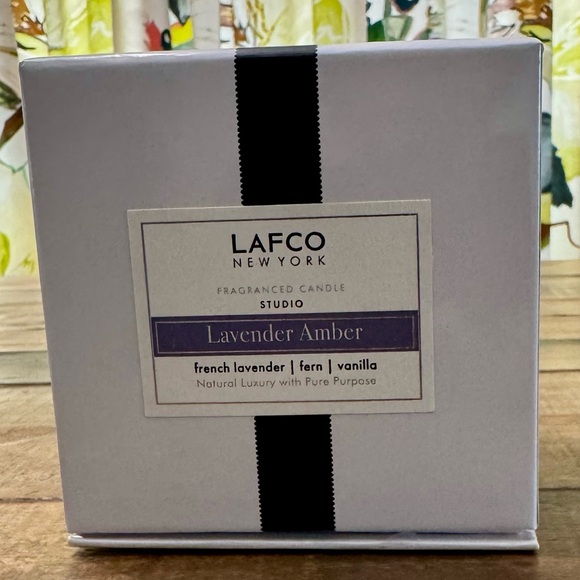 LAFCO
NEW YORK
FRAGRANCED CANDLE
STUDIO
Lavender Amber
french lavender | fern | vanilla
Natural Luxury with Pure Purpose